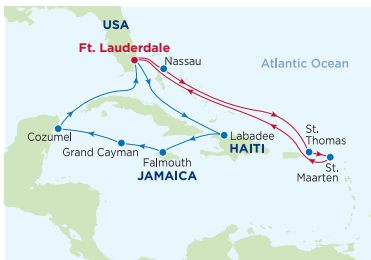 USA
Ft. Lauderdale
Nassau
Atlantic Ocean
St.
Thomas
Labadee
HAITI
Cozumel
Grand Cayman
Falmouth
JAMAICA
St.
Maarten